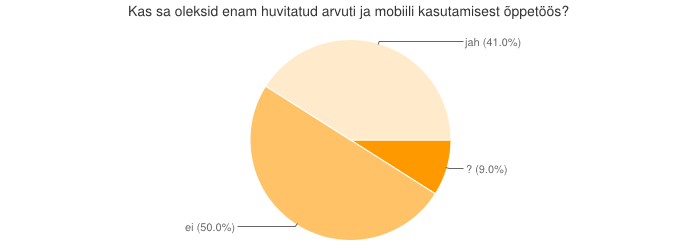 Kas sa oleksid enam huvitatud arvuti ja mobiili kasutamisest õppetöös?
jah (41.0%)
? (9.0%)
ei (50.0%)